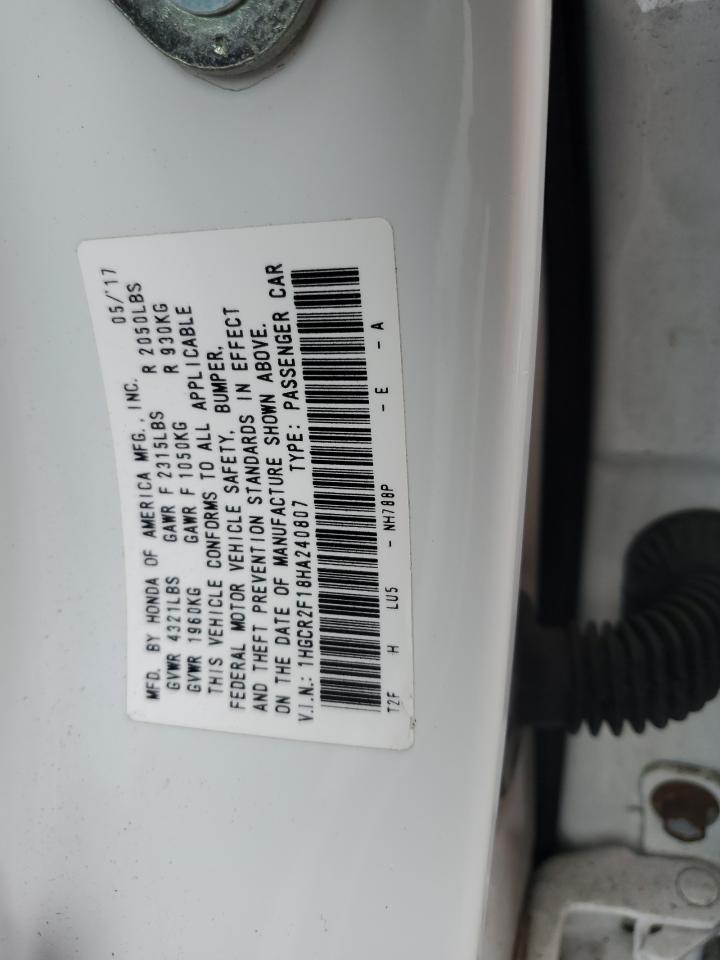 MFD. BY HONDA OF AMERICA MFG., INC. 05/'17
GVWR 4321LBS GAWR F 2315LBS R 2050LBS
GVWR 1960KG GAWR F 1050KG R 930KG
THIS VEHICLE CONFORMS TO ALL APPLICABLE
FEDERAL MOTOR VEHICLE SAFETY, BUMPER,
AND THEFT PREVENTION STANDARDS IN EFFECT
ON THE DATE OF MANUFACTURE SHOWN ABOVE.
V.I.N.: 1HGCR2F18HA240807 TYPE: PASSENGER CAR
T2F H LU5 - NH788P - E - A